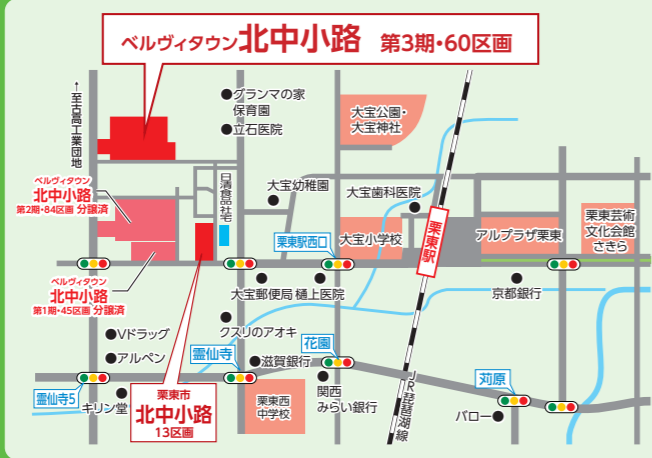 ベルヴィタウン北中小路 第3期・60区画
←至古高工業団地
グランマの家
保育園
立石医院
大宝公園・
大宝神社
ベルヴィタウン
北中小路
第2期・84区画 分譲済
日清食品社宅
大宝幼稚園
大宝歯科医院
栗東駅
栗東芸術
文化会館
さきら
栗東駅西口
大宝小学校
アルプラザ栗東
ベルヴィタウン
北中小路
第1期・45区画 分譲済
大宝郵便局
樋上医院
京都銀行
クスリのアオキ
Vドラッグ
アルペン
霊仙寺
滋賀銀行
花園
霊仙寺5
キリン堂
栗東市
北中小路
13区画
栗東西
中学校
関西
みらい銀行
JR琵琶湖線
苅原
バロー